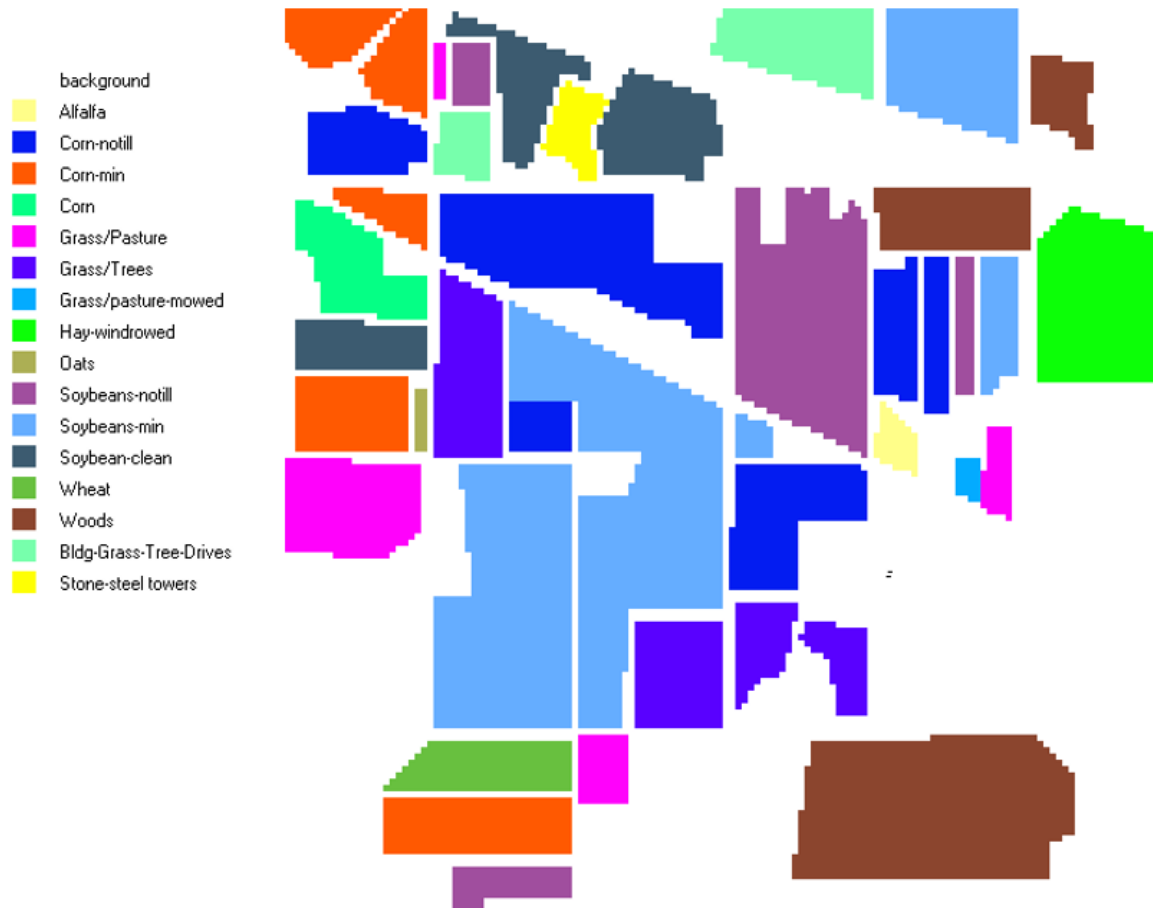 background
Alfalfa
Corn-notill
Corn-min
Corn
Grass/Pasture
Grass/Trees
Grass/pasture-mowed
Hay-windrowed
Oats
Soybeans-notill
Soybeans-min
Soybean-clean
Wheat
Woods
Bldg-Grass-Tree-Drives
Stone-steel towers